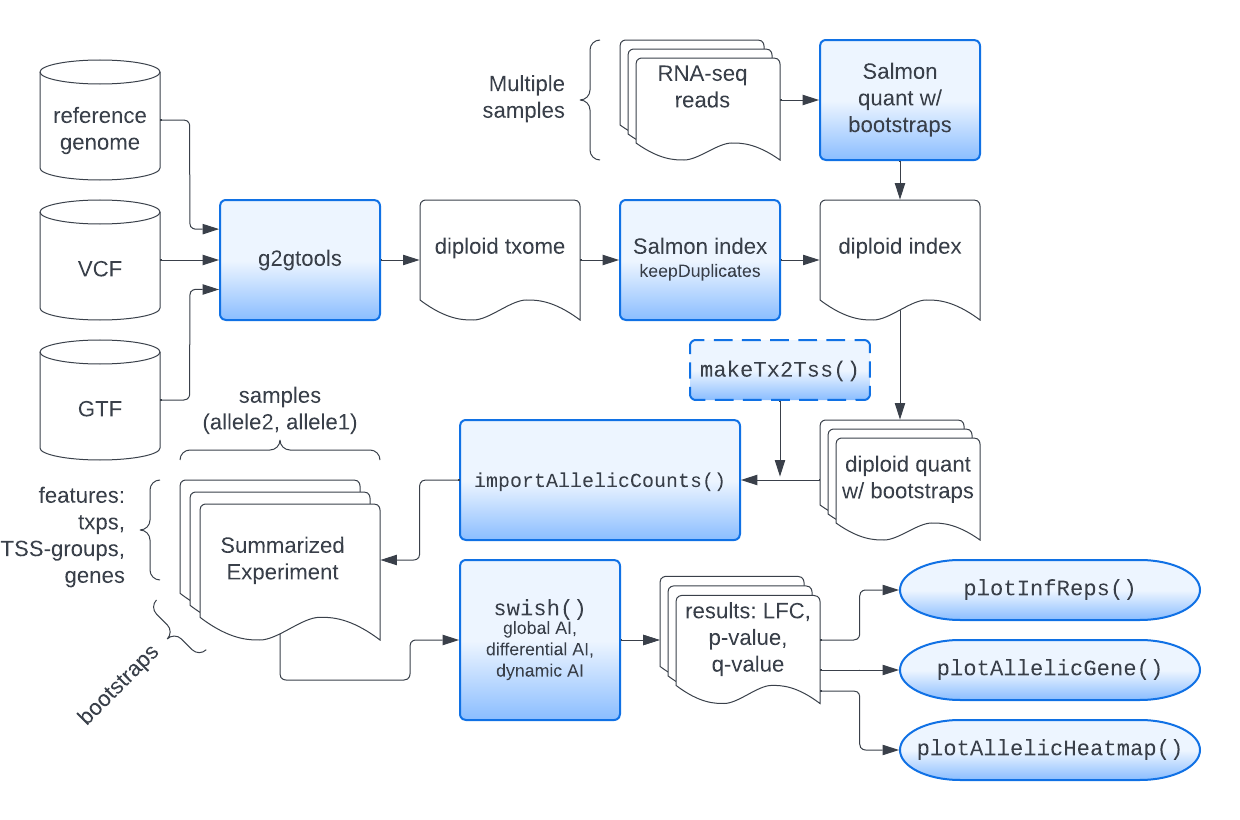 Multiple
samples
RNA-seq
reads
Salmon
quant w/
bootstraps
reference
genome
VCF
GTF
g2gtools
diploid txome
Salmon index
keepDuplicates
diploid index
makeTx2Tss()
samples
(allele2, allele1)
importAllelicCounts()
diploid quant
w/ bootstraps
features:
txps,
TSS-groups,
genes
Summarized
Experiment
bootstraps
swish()
global AI,
differential AI,
dynamic AI
results: LFC,
p-value,
q-value
plotInfReps()
plotAllelicGene()
plotAllelicHeatmap()